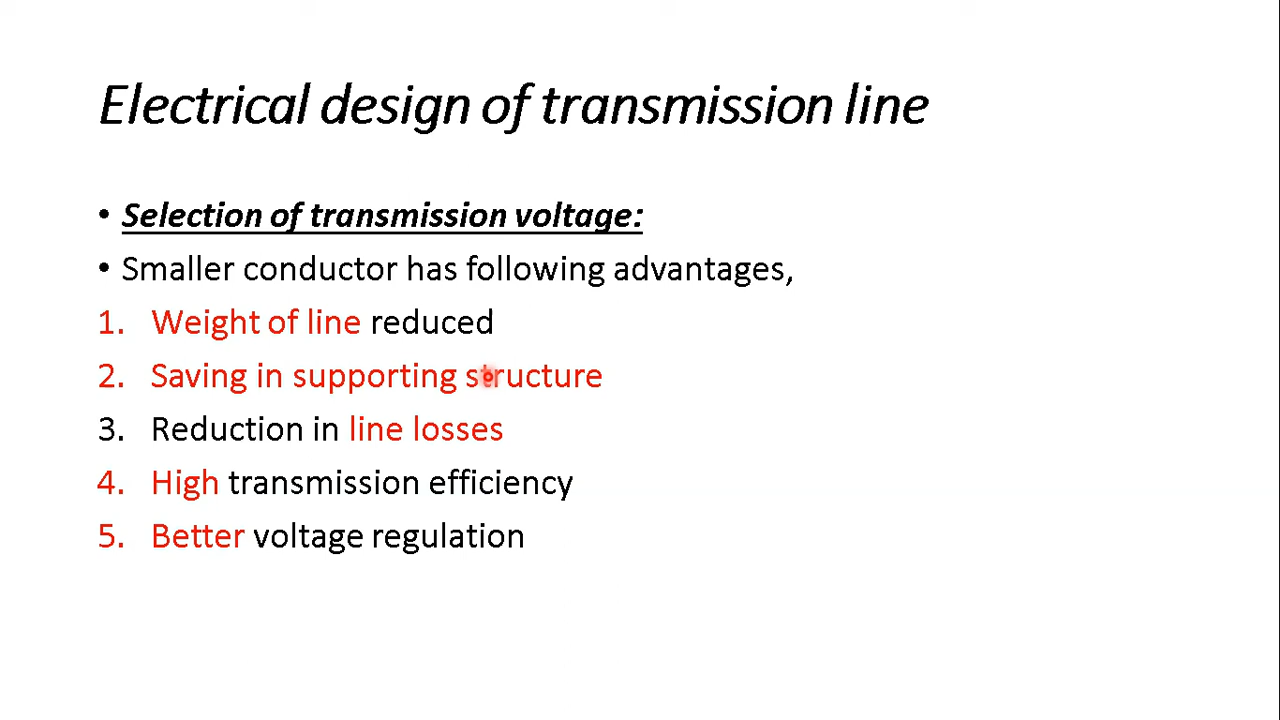 Electrical design of transmission line
• Selection of transmission voltage:
• Smaller conductor has following advantages,
1. Weight of line reduced
2. Saving in supporting structure
3. Reduction in line losses
4. High transmission efficiency
5. Better voltage regulation